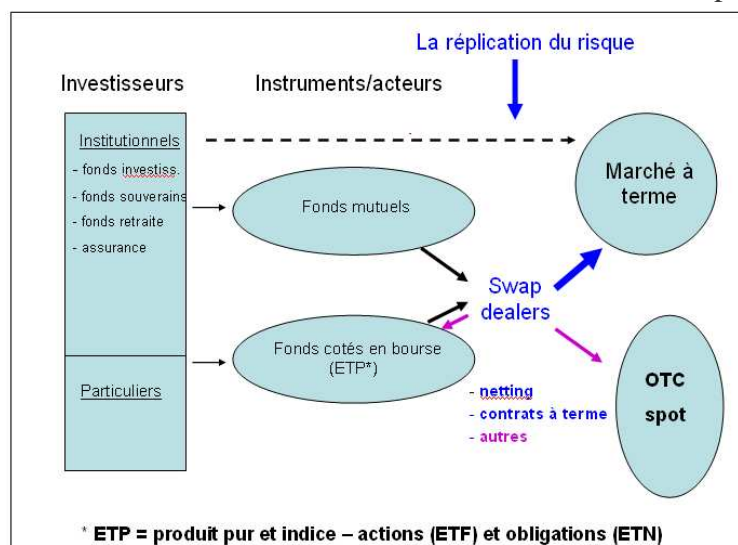 La réplication du risque
Investisseurs
Instruments/acteurs
Institutionnels
- fonds investiss.
- fonds souverains
- fonds retraite
- assurance
Particuliers
Fonds mutuels
Fonds cotés en bourse
(ETP*)
Swap
dealers
- netting
- contrats à terme
- autres
Marché à
terme
OTC
spot
* ETP = produit pur et indice – actions (ETF) et obligations (ETN)